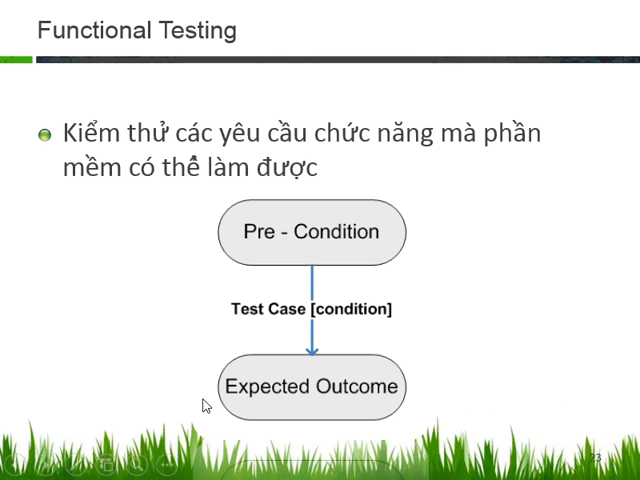 Functional Testing
Kiểm thử các yêu cầu chức năng mà phần
mềm có thể làm được
Pre - Condition
Test Case [condition]
Expected Outcome
23